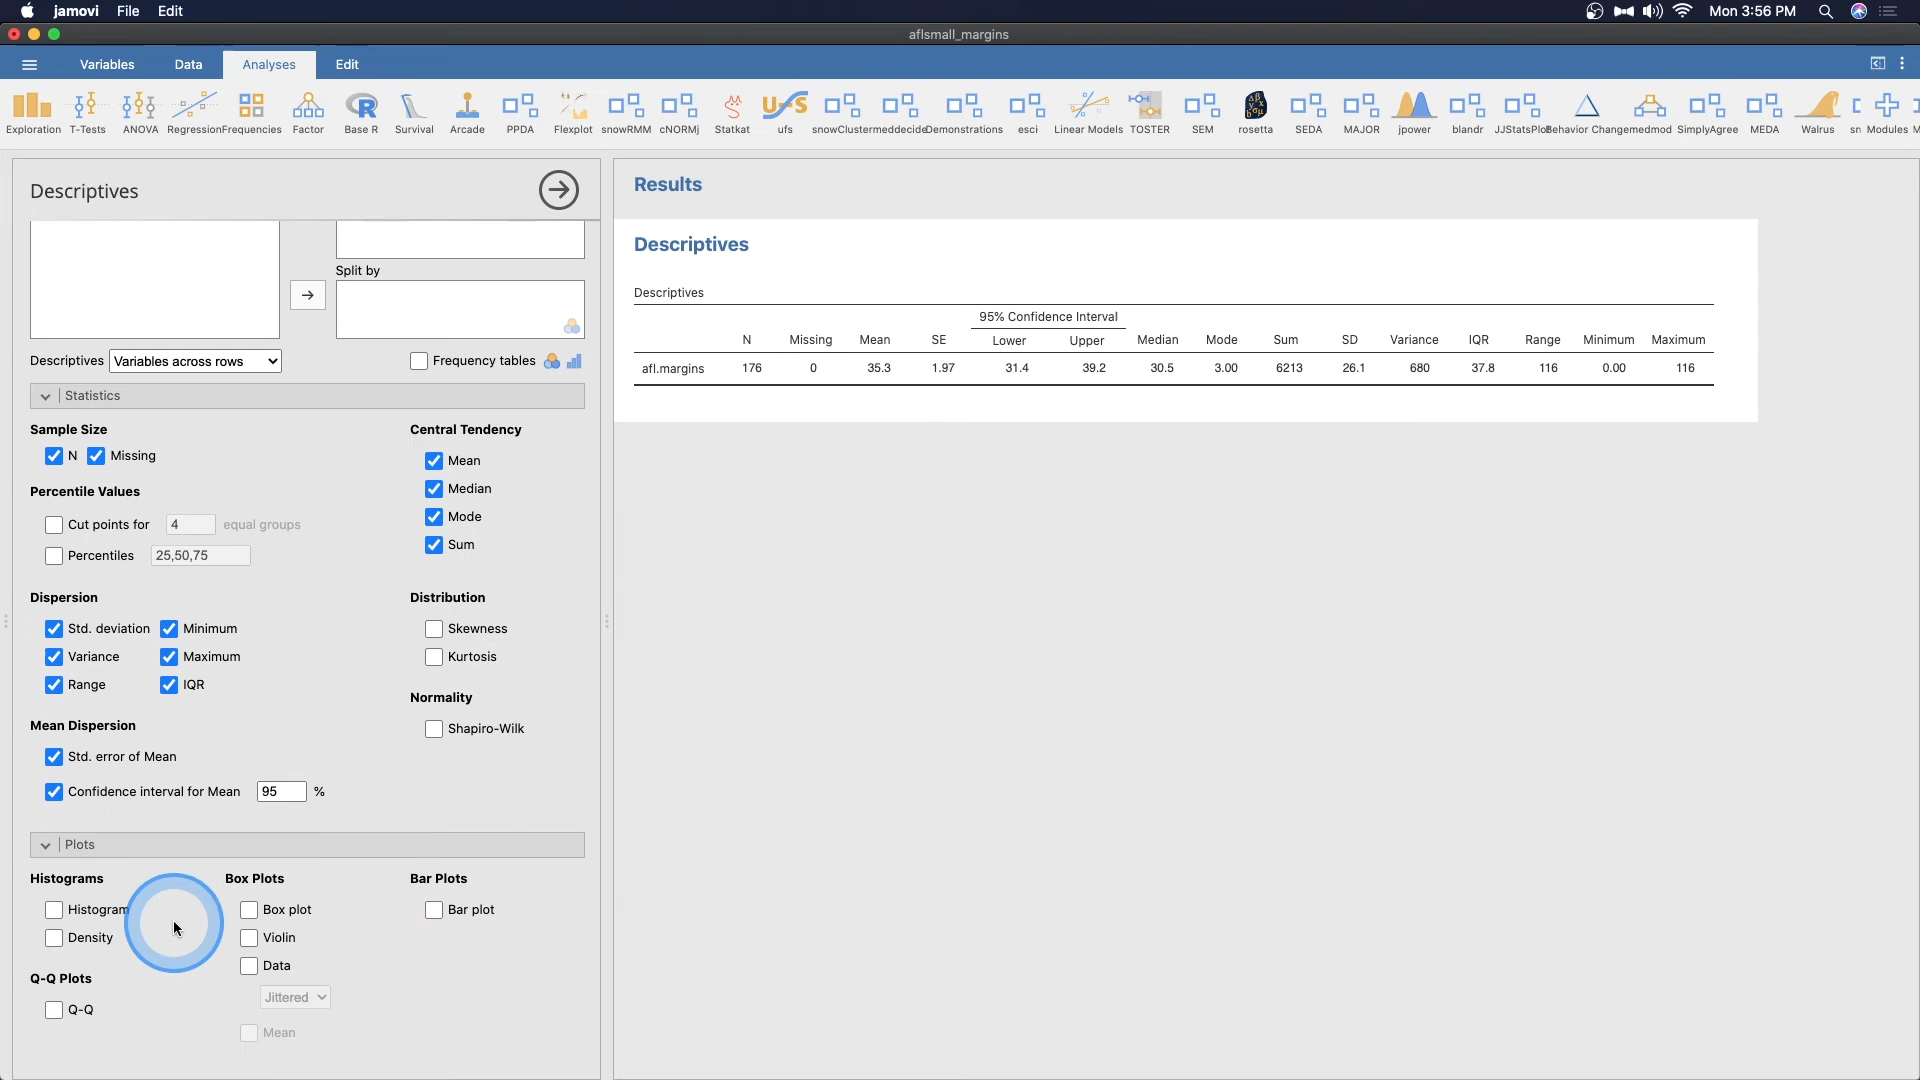 jamovi File Edit Mon 3:56 PM
aflsmall_margins
Variables Data Analyses Edit
Exploration T-Tests ANOVA Regression Frequencies Factor Base R Survival Arcade PPDA Flexplot snowRMM cNORMj Statkat ufs snowCluster meddecide Demonstrations esci Linear Models TOSTER SEM rosetta SEDA MAJOR jpower blandr JJStatsPlo Behavior Change medmod SimplyAgree MEDA Walrus sn Modules
Descriptives
Split by
Descriptives Variables across rows Frequency tables
Statistics
Sample Size
N Missing
Percentile Values
Cut points for 4 equal groups
Percentiles 25,50,75
Central Tendency
Mean
Median
Mode
Sum
Dispersion
Std. deviation Minimum
Variance Maximum
Range IQR
Distribution
Skewness
Kurtosis
Mean Dispersion
Std. error of Mean
Confidence interval for Mean 95 %
Normality
Shapiro-Wilk
Plots
Histograms
Histogram
Density
Q-Q Plots
Q-Q
Box Plots
Box plot
Violin
Data
Jittered
Mean
Bar Plots
Bar plot
Results
Descriptives
Descriptives
95% Confidence Interval
N Missing Mean SE Lower Upper Median Mode Sum SD Variance IQR Range Minimum Maximum
afl.margins 176 0 35.3 1.97 31.4 39.2 30.5 3.00 6213 26.1 680 37.8 116 0.00 116